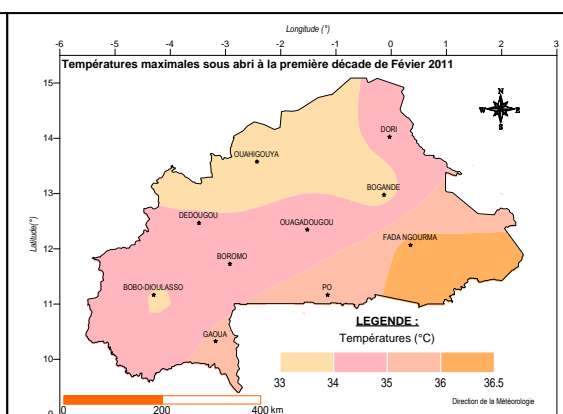 Longitude (°)
-6 -5 -4 -3 -2 -1 0 1 2 3
Températures maximales sous abri à la première décade de Févier 2011
15
N
W E
S
14
DORI
OUAHIGOUYA
13
BOGANDE
DEDOUGOU
OUAGADOUGOU
Latitude(°)
12
FADA NGOURMA
BOROMO
BOBO-DIOULASSO
PO
11
LEGENDE :
GAOUA
Températures (°C)
10
33 34 35 36 36.5
Direction de la Météorologie
9
0 200 400 km